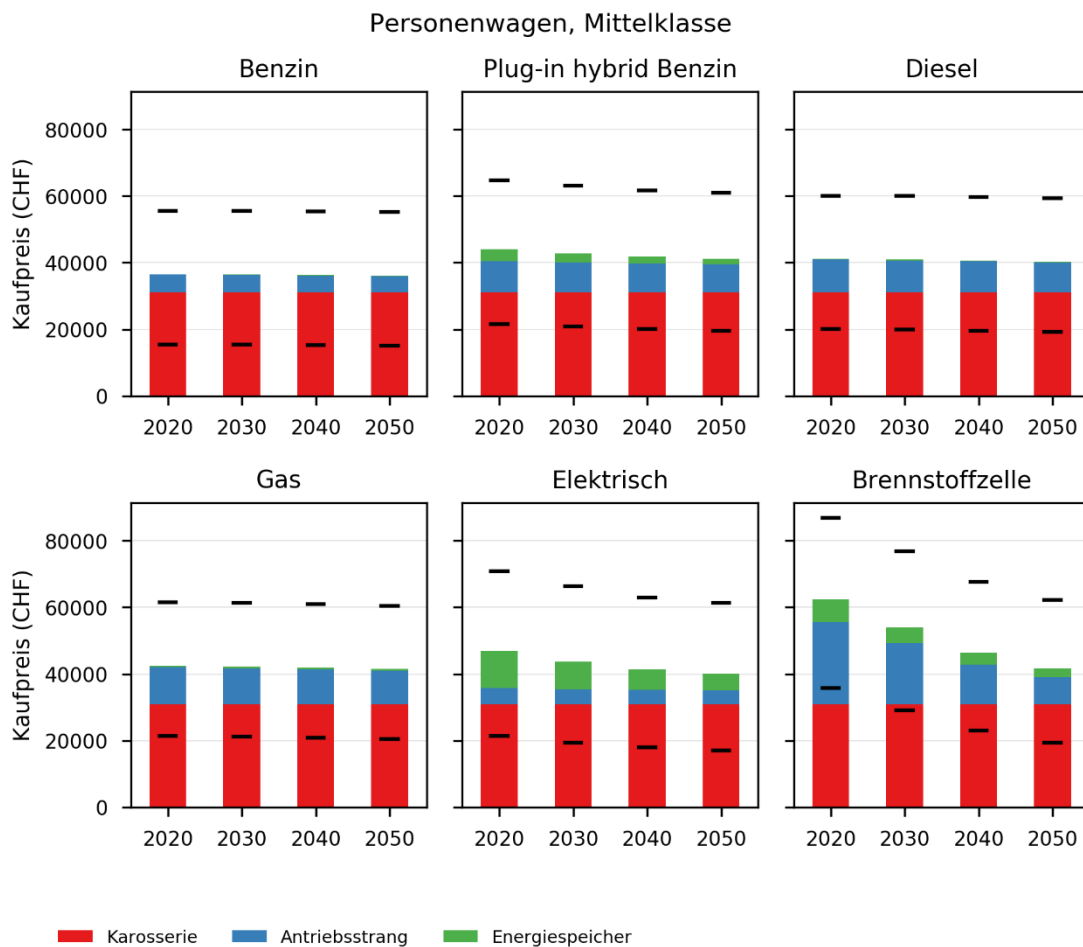 Personenwagen, Mittelklasse
Benzin
Plug-in hybrid Benzin
Diesel
Kaufpreis (CHF)
80000
60000
40000
20000
0
2020 2030 2040 2050
2020 2030 2040 2050
2020 2030 2040 2050
Gas
Elektrisch
Brennstoffzelle
Kaufpreis (CHF)
80000
60000
40000
20000
0
2020 2030 2040 2050
2020 2030 2040 2050
2020 2030 2040 2050
Karosserie
Antriebsstrang
Energiespeicher